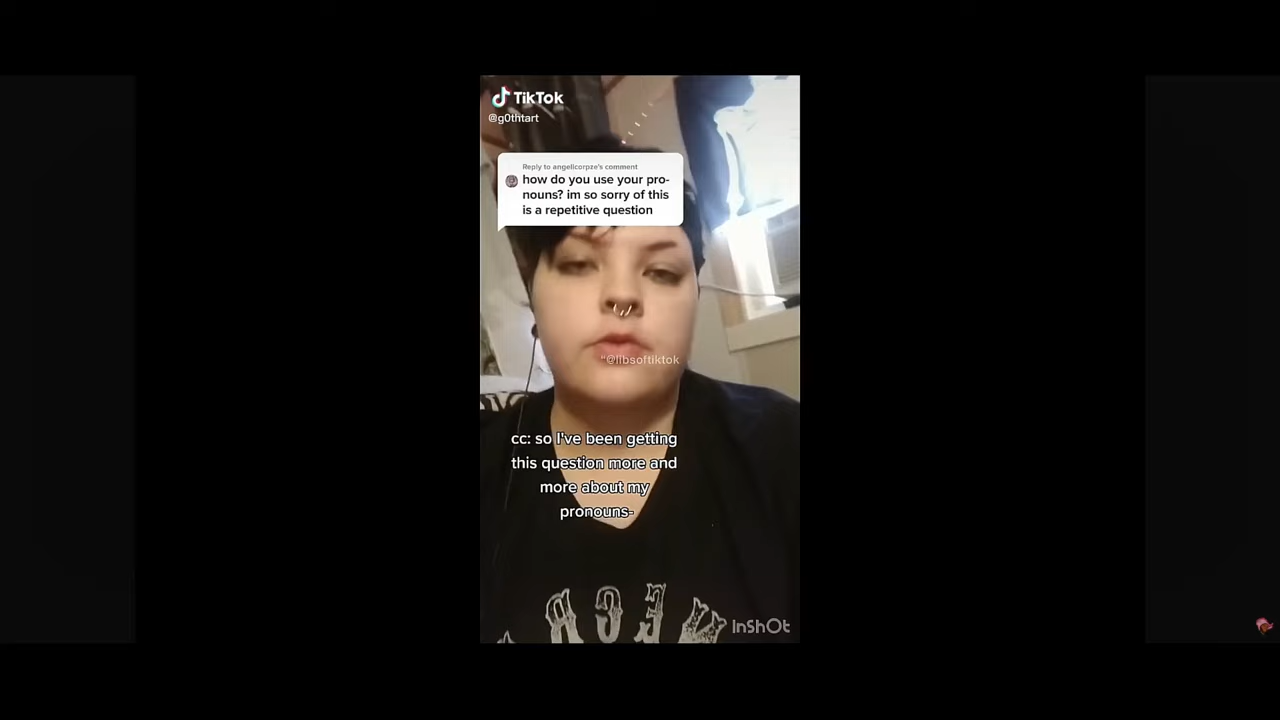 TikTok
@g0thtart
Reply to angelicorpze's comment
how do you use your pro-
nouns? im so sorry of this
is a repetitive question
"@libsoftiktok
cc: so I've been getting
this question more and
more about my
pronouns-
InShOt